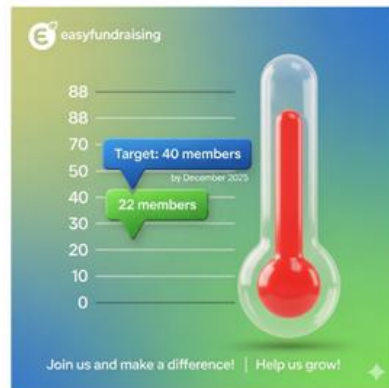 easyfundraising
88
88
70
Target: 40 members
50
by December 2025
40
22 members
30
20
10
0
Join us and make a difference! | Help us grow!